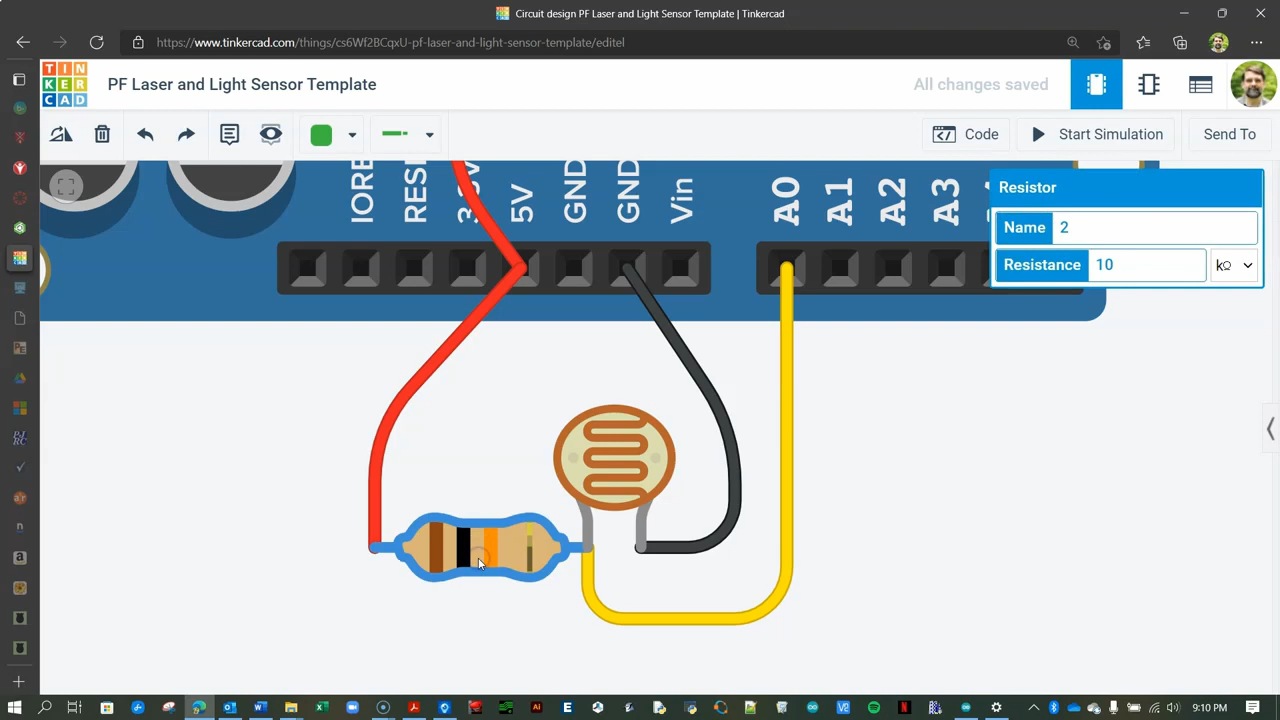 Circuit design PF Laser and Light Sensor Template | Tinkercad
https://www.tinkercad.com/things/cs6Wf2BCqxU-pf-laser-and-light-sensor-template/editel
TIN
KER
CAD
PF Laser and Light Sensor Template
All changes saved
Code
Start Simulation
Send To
5V
GND
GND
Vin
A0
A1
A2
A3
Resistor
Name 2
Resistance 10 kΩ
9:10 PM